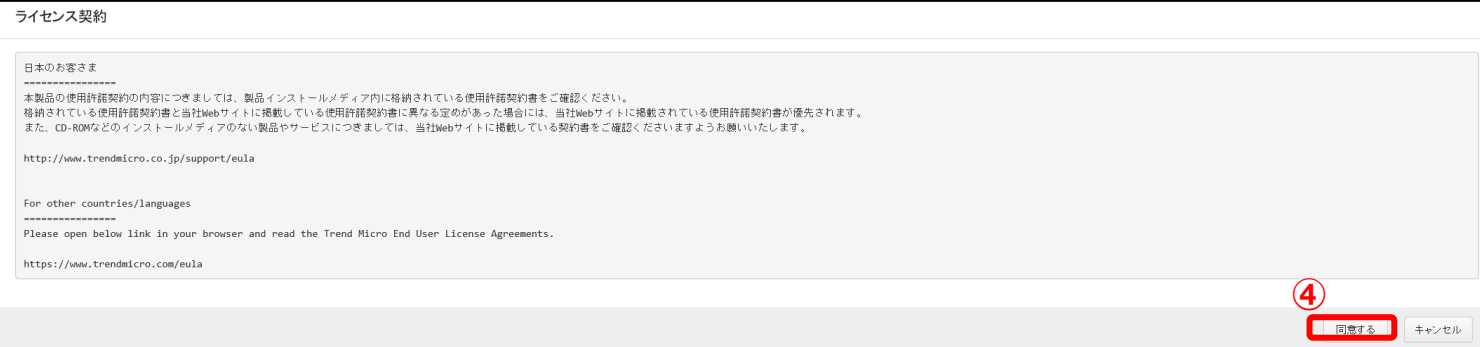 ライセンス契約
日本のお客さま
================
本製品の使用許諾契約の内容につきましては、製品インストールメディア内に格納されている使用許諾契約書をご確認ください。
格納されている使用許諾契約書と当社Webサイトに掲載している使用許諾契約書に異なる定めがあった場合には、当社Webサイトに掲載されている使用許諾契約書が優先されます。
また、CD-ROMなどのインストールメディアのない製品やサービスにつきましては、当社Webサイトに掲載している契約書をご確認くださいますようお願いいたします。
http://www.trendmicro.co.jp/support/eula
For other countries/languages
================
Please open below link in your browser and read the Trend Micro End User License Agreements.
https://www.trendmicro.com/eula
④
同意する キャンセル